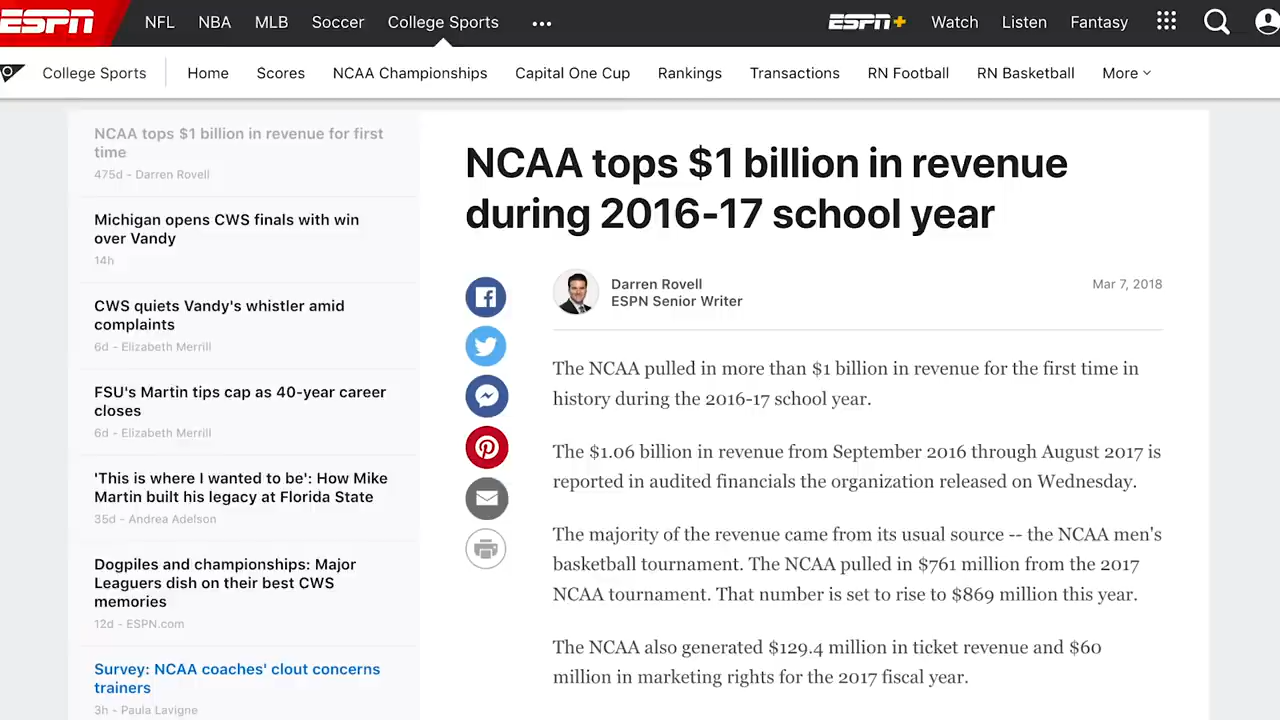 ESPN
NFL NBA MLB Soccer College Sports ...
ESPN+ Watch Listen Fantasy
College Sports Home Scores NCAA Championships Capital One Cup Rankings Transactions RN Football RN Basketball More
NCAA tops $1 billion in revenue for first
time
475d - Darren Rovell
Michigan opens CWS finals with win
over Vandy
14h
CWS quiets Vandy's whistler amid
complaints
6d - Elizabeth Merrill
FSU's Martin tips cap as 40-year career
closes
6d - Elizabeth Merrill
'This is where I wanted to be': How Mike
Martin built his legacy at Florida State
35d - Andrea Adelson
Dogpiles and championships: Major
Leaguers dish on their best CWS
memories
12d - ESPN.com
Survey: NCAA coaches' clout concerns
trainers
3h - Paula Lavigne
NCAA tops $1 billion in revenue
during 2016-17 school year
Darren Rovell
ESPN Senior Writer
Mar 7, 2018
The NCAA pulled in more than $1 billion in revenue for the first time in
history during the 2016-17 school year.
The $1.06 billion in revenue from September 2016 through August 2017 is
reported in audited financials the organization released on Wednesday.
The majority of the revenue came from its usual source -- the NCAA men's
basketball tournament. The NCAA pulled in $761 million from the 2017
NCAA tournament. That number is set to rise to $869 million this year.
The NCAA also generated $129.4 million in ticket revenue and $60
million in marketing rights for the 2017 fiscal year.